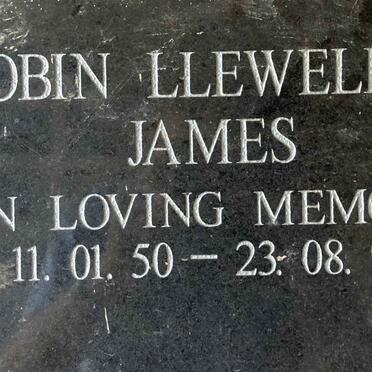 OBIN LLEWELL
JAMES
N LOVING MEMO
11. 01. 50 – 23. 08.